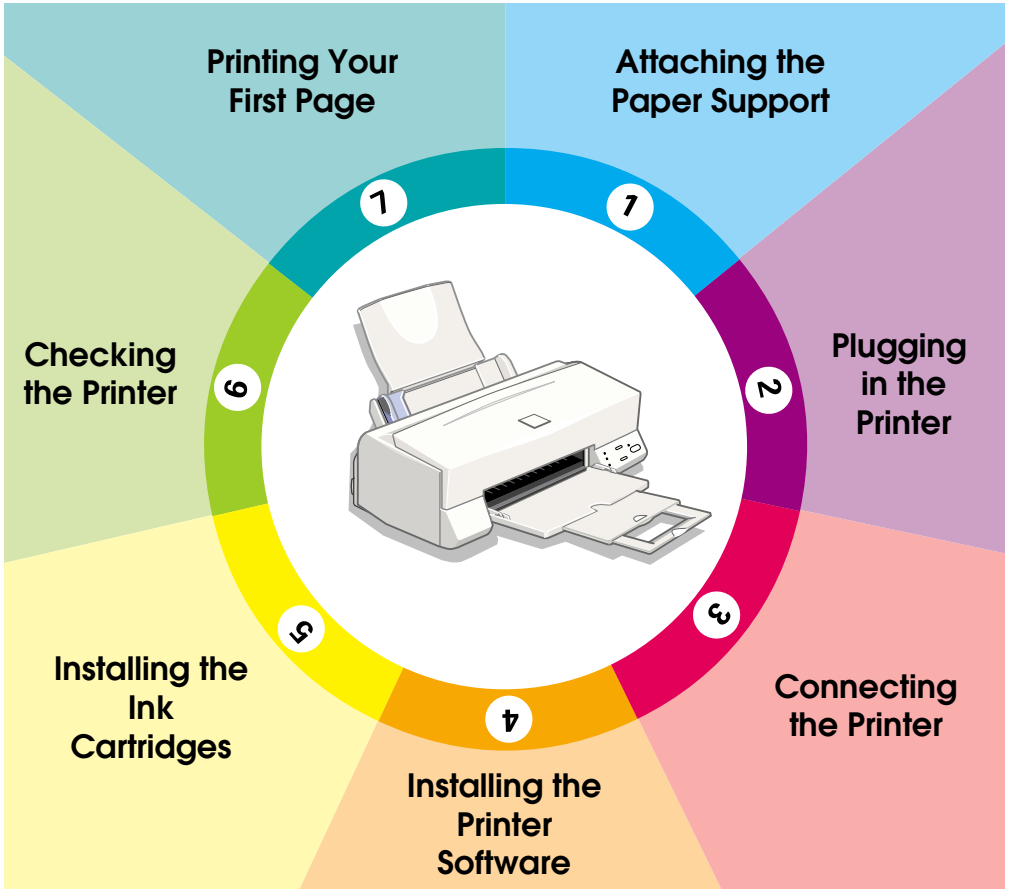 1
Attaching the
Paper Support
2
Plugging
in the
Printer
3
Connecting
the Printer
4
Installing the
Printer
Software
5
Installing the
Ink
Cartridges
6
Checking
the Printer
7
Printing Your
First Page